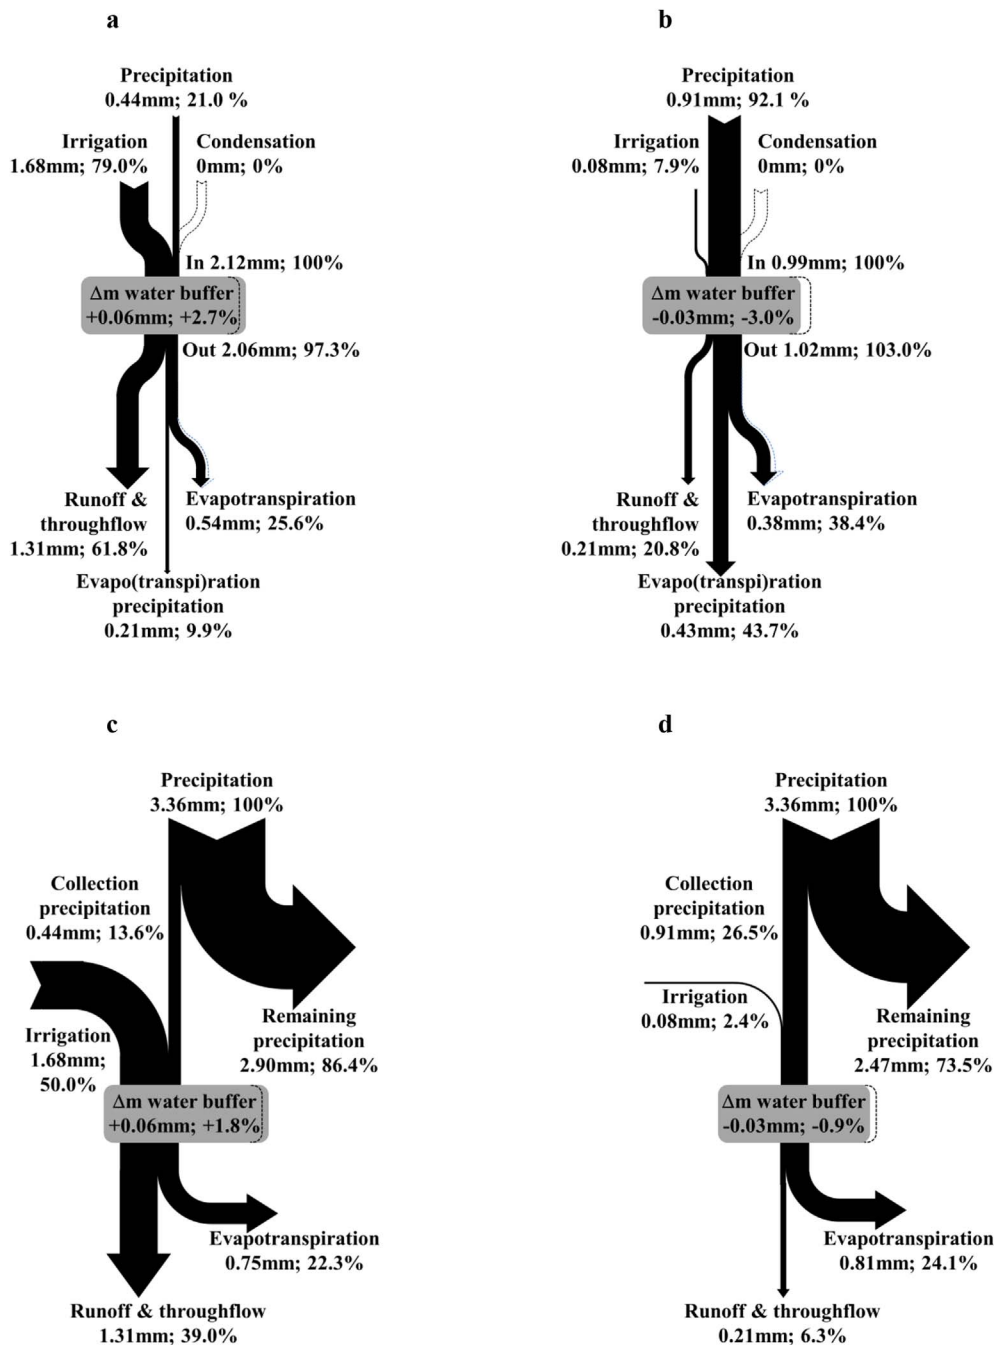 a
Precipitation
0.44mm; 21.0 %
Irrigation
1.68mm; 79.0%
Condensation
0mm; 0%
In 2.12mm; 100%
Δm water buffer
+0.06mm; +2.7%
Out 2.06mm; 97.3%
Runoff &
throughflow
1.31mm; 61.8%
Evapotranspiration
0.54mm; 25.6%
Evapo(transpi)ration
precipitation
0.21mm; 9.9%
b
Precipitation
0.91mm; 92.1 %
Irrigation
0.08mm; 7.9%
Condensation
0mm; 0%
In 0.99mm; 100%
Δm water buffer
-0.03mm; -3.0%
Out 1.02mm; 103.0%
Runoff &
throughflow
0.21mm; 20.8%
Evapotranspiration
0.38mm; 38.4%
Evapo(transpi)ration
precipitation
0.43mm; 43.7%
c
Precipitation
3.36mm; 100%
Collection
precipitation
0.44mm; 13.6%
Irrigation
1.68mm;
50.0%
Remaining
precipitation
2.90mm; 86.4%
Δm water buffer
+0.06mm; +1.8%
Evapotranspiration
0.75mm; 22.3%
Runoff & throughflow
1.31mm; 39.0%
d
Precipitation
3.36mm; 100%
Collection
precipitation
0.91mm; 26.5%
Irrigation
0.08mm; 2.4%
Remaining
precipitation
2.47mm; 73.5%
Δm water buffer
-0.03mm; -0.9%
Evapotranspiration
0.81mm; 24.1%
Runoff & throughflow
0.21mm; 6.3%